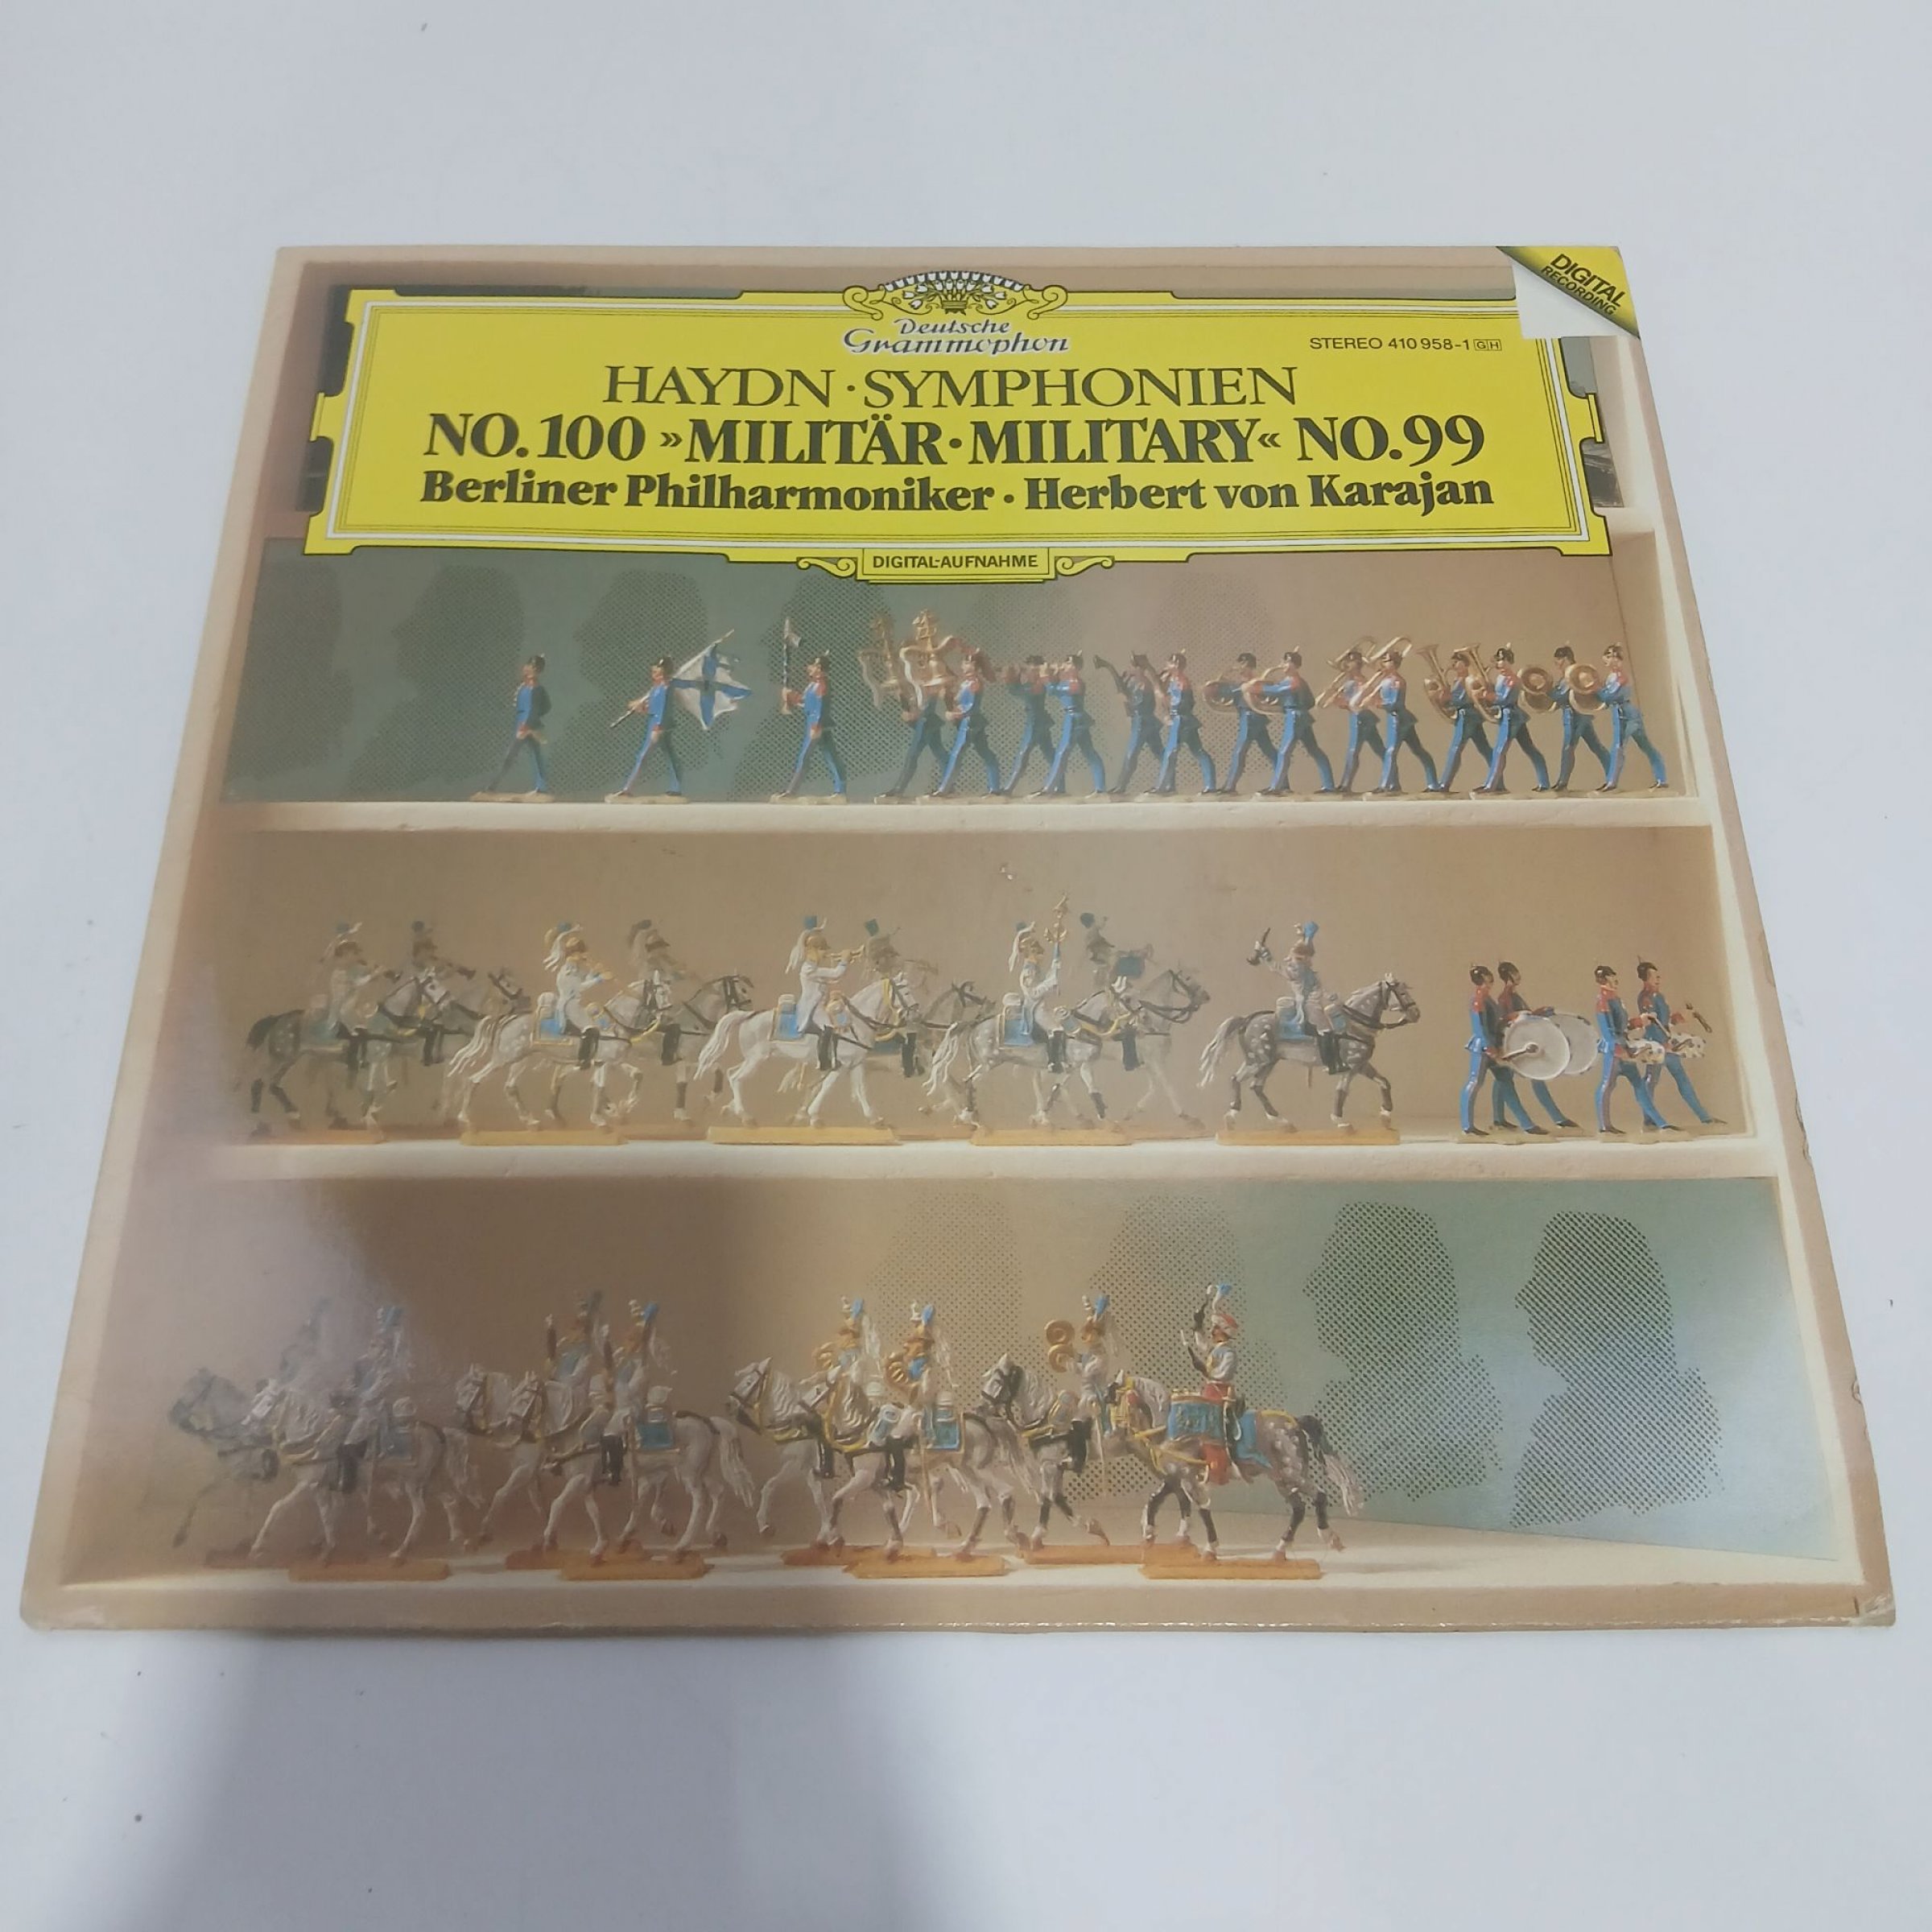 DIGITAL
RECORDING
Deutsche
Grammophon
STEREO 410 958-1 GH
HAYDN · SYMPHONIEN
NO. 100 »MILITÄR · MILITARY« NO. 99
Berliner Philharmoniker · Herbert von Karajan
DIGITAL-AUFNAHME